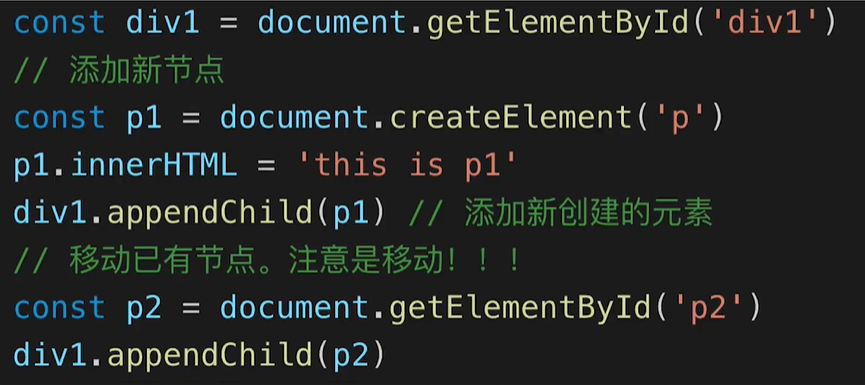 const div1 = document.getElementById('div1')
// 添加新节点
const p1 = document.createElement('p')
p1.innerHTML = 'this is p1'
div1.appendChild(p1) // 添加新创建的元素
// 移动已有节点。注意是移动！！！
const p2 = document.getElementById('p2')
div1.appendChild(p2)